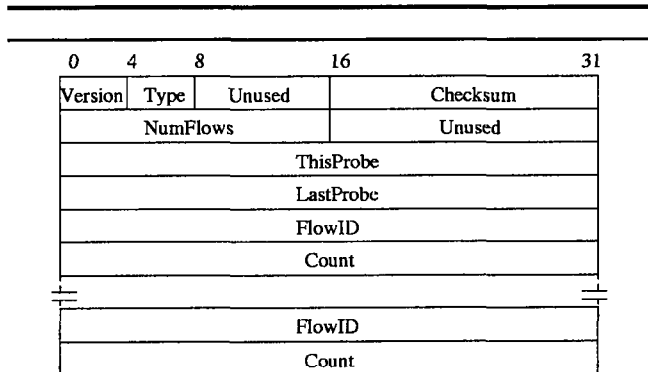 0 4 8 16 31
Version Type Unused Checksum
NumFlows Unused
ThisProbe
LastProbe
FlowID
Count
FlowID
Count